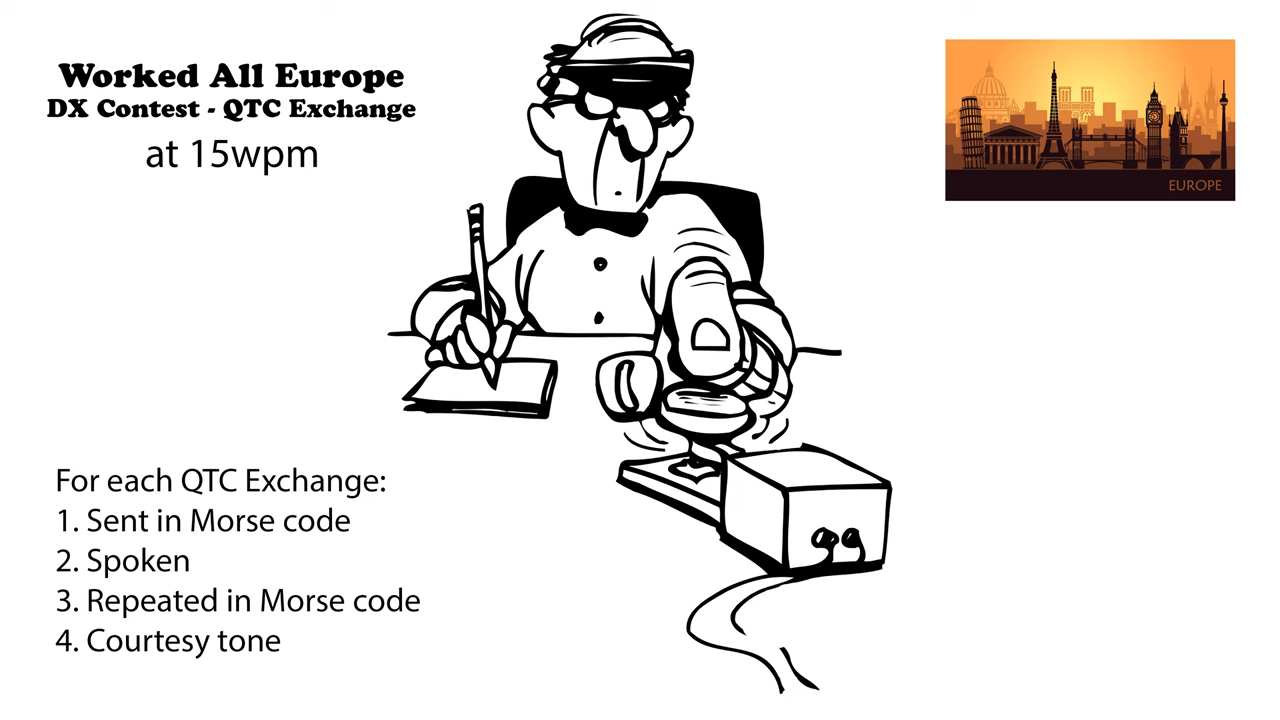 Worked All Europe
DX Contest - QTC Exchange
at 15wpm
EUROPE
For each QTC Exchange:
1. Sent in Morse code
2. Spoken
3. Repeated in Morse code
4. Courtesy tone